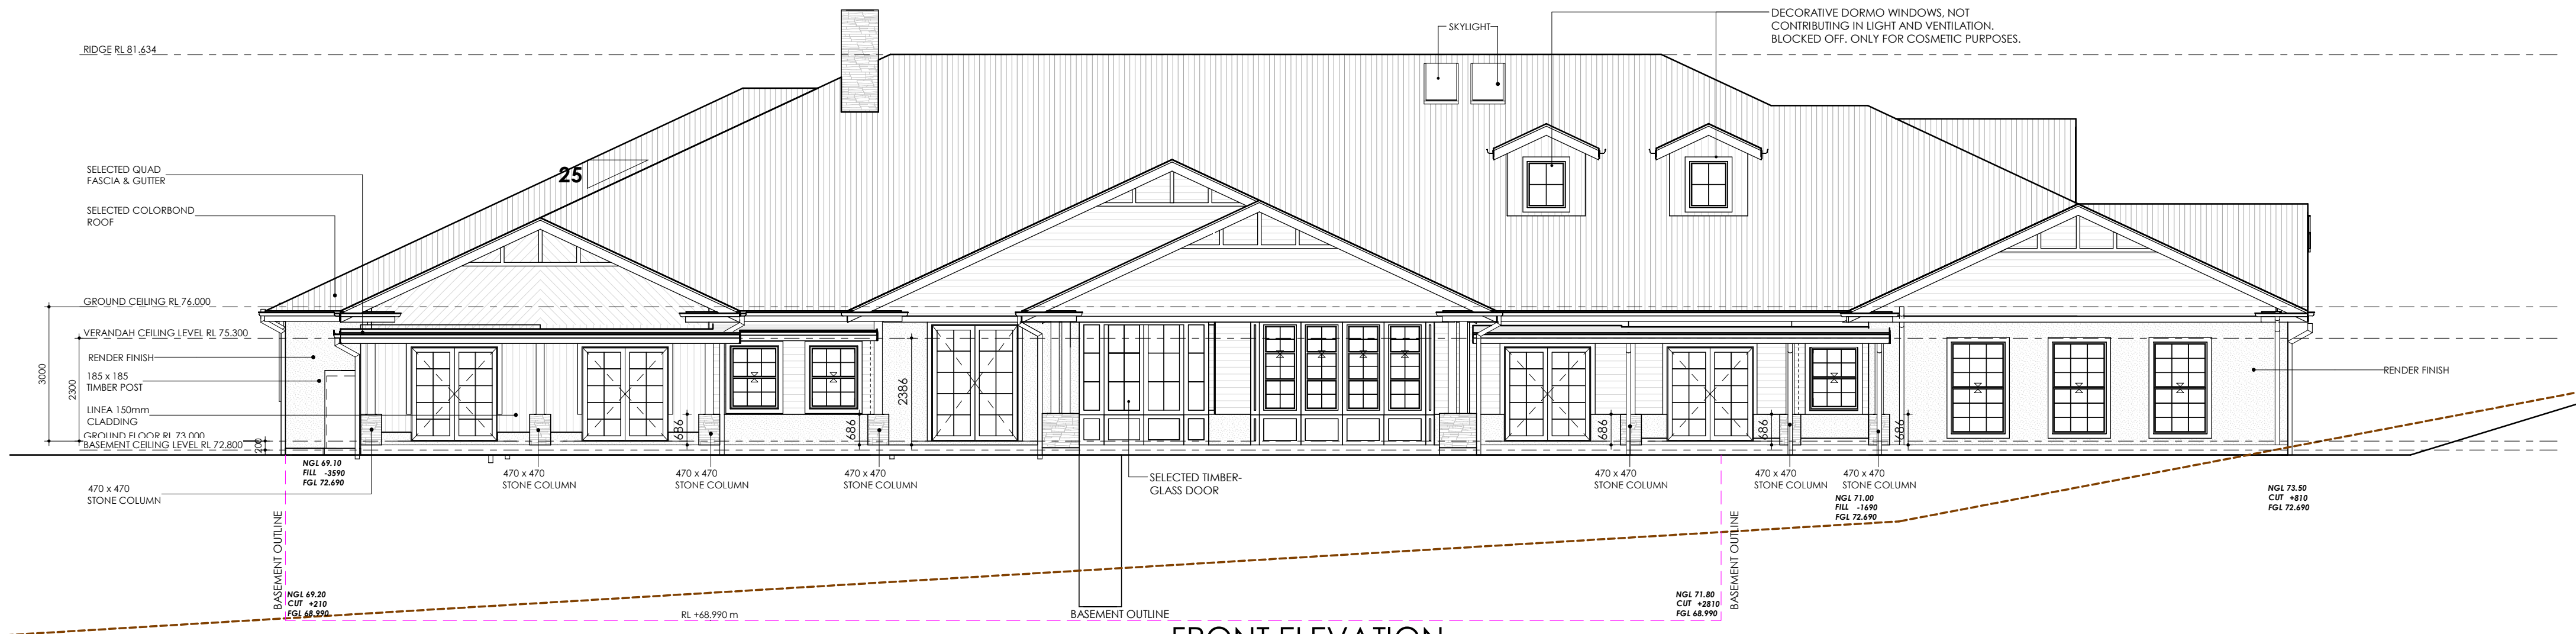 RIDGE RL 81.634
SKYLIGHT
DECORATIVE DORMO WINDOWS, NOT
CONTRIBUTING IN LIGHT AND VENTILATION.
BLOCKED OFF. ONLY FOR COSMETIC PURPOSES.
25
SELECTED QUAD
FASCIA & GUTTER
SELECTED COLORBOND
ROOF
GROUND CEILING RL 76.000
VERANDAH CEILING LEVEL RL 75.300
RENDER FINISH
185 x 185
TIMBER POST
LINEA 150mm
CLADDING
GROUND FLOOR RL 73.000
BASEMENT CEILING LEVEL RL 72.800
3000
2300
200
686
686
2386
686
686
686
RENDER FINISH
NGL 69.10
FILL -3590
FGL 72.690
470 x 470
STONE COLUMN
470 x 470
STONE COLUMN
470 x 470
STONE COLUMN
470 x 470
STONE COLUMN
SELECTED TIMBER-
GLASS DOOR
470 x 470
STONE COLUMN
470 x 470
STONE COLUMN
470 x 470
STONE COLUMN
NGL 71.00
FILL -1690
FGL 72.690
NGL 73.50
CUT +810
FGL 72.690
BASEMENT OUTLINE
BASEMENT OUTLINE
NGL 69.20
CUT +210
FGL 68.990
RL +68.990 m
BASEMENT OUTLINE
NGL 71.80
CUT +2810
FGL 68.990
FRONT ELEVATION